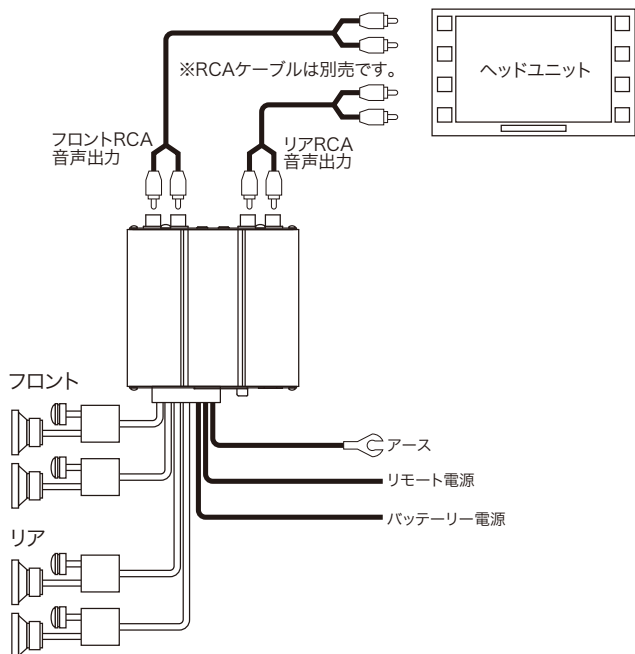 ※RCAケーブルは別売です。
ヘッドユニット
フロントRCA
音声出力
リアRCA
音声出力
フロント
アース
リモート電源
バッテーリー電源
リア